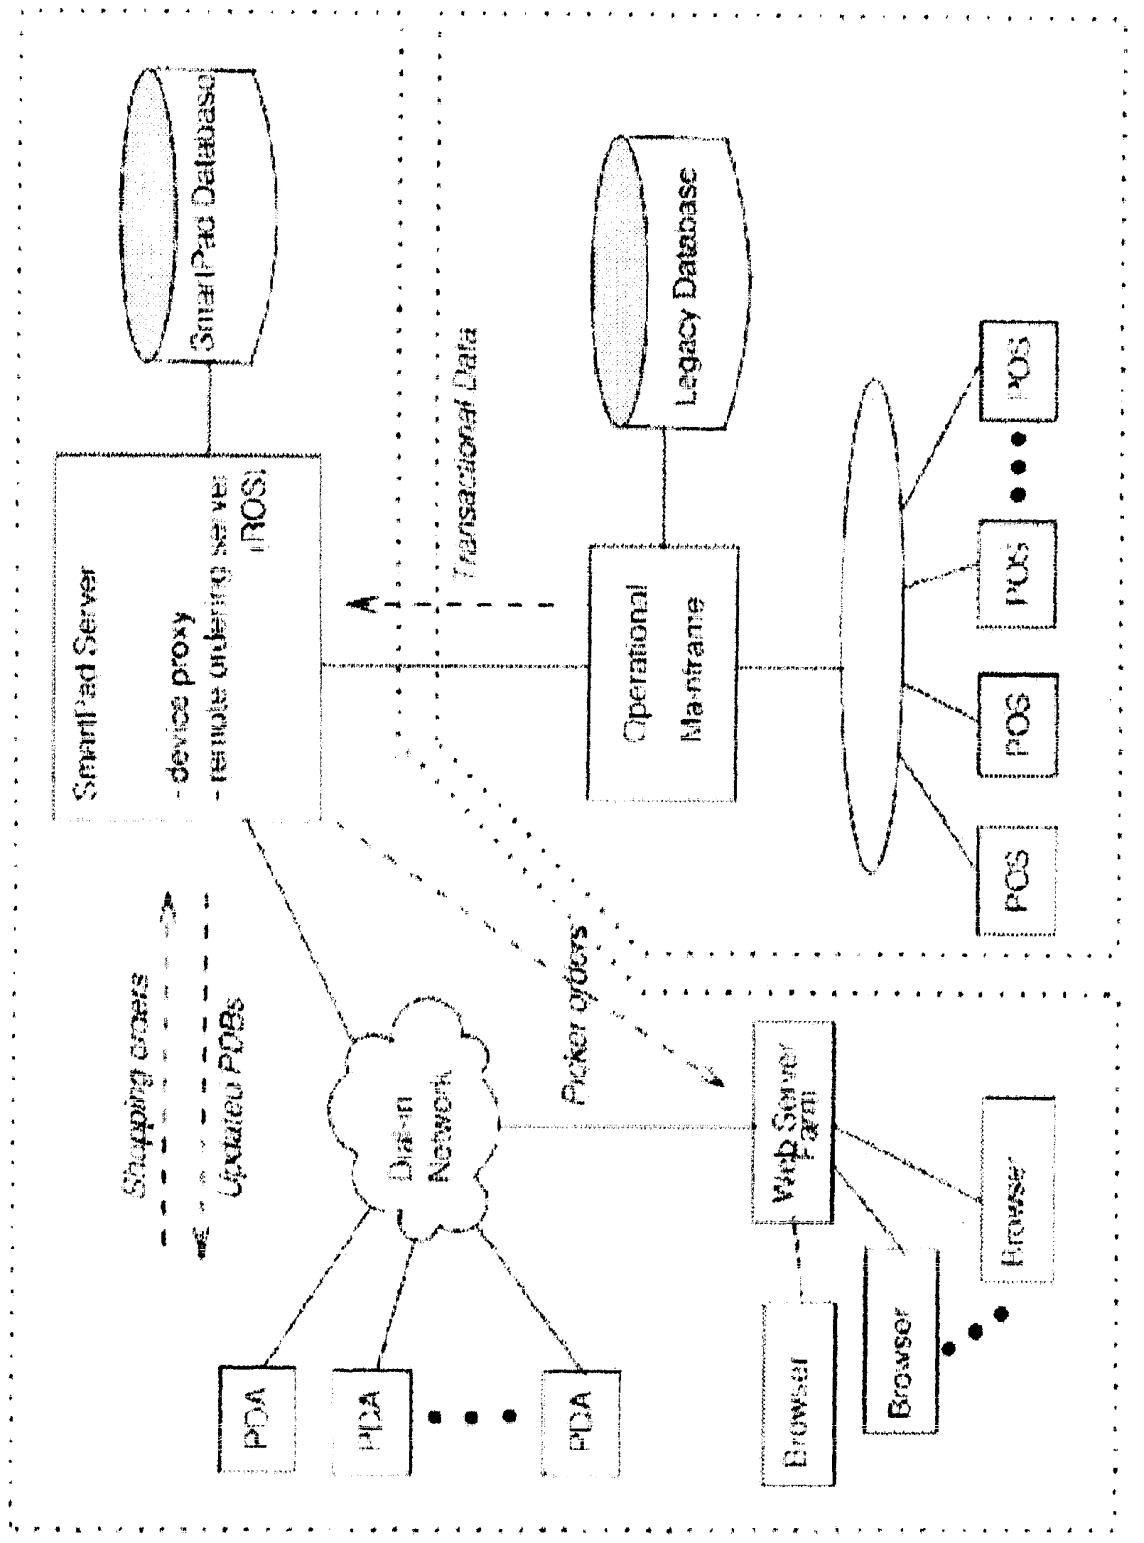 SmartPad Server
- device proxy
- remote ordering server
(ROS)
SmartPad Database
Shopping orders
Updated PDBs
Transactional Data
Legacy Database
Operational
Mainframe
Dial-in
Network
Picker orders
PDA
PDA
PDA
Web Server
Farm
Browser
Browser
Browser
POS
POS
POS
POS